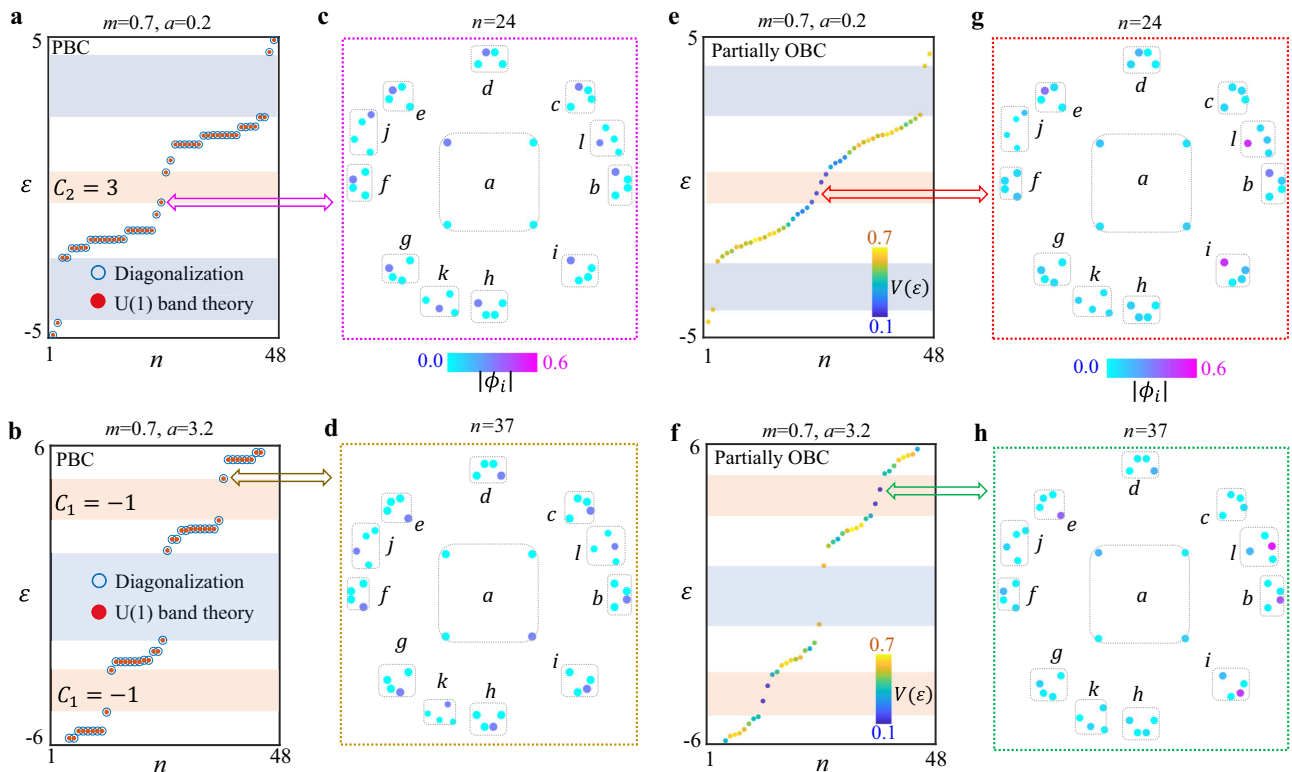 a
m=0.7, a=0.2
5
PBC
C₂ = 3
ε
Diagonalization
U(1) band theory
-5
1
n
48
c
n=24
d
e
c
j
l
f
a
b
g
i
k
h
0.0
0.6
|ϕᵢ|
e
m=0.7, a=0.2
5
Partially OBC
ε
0.7
V(ε)
0.1
-5
1
n
48
g
n=24
d
e
c
j
l
f
a
b
g
i
k
h
0.0
0.6
|ϕᵢ|
b
m=0.7, a=3.2
6
PBC
C₁ = −1
Diagonalization
ε
U(1) band theory
C₁ = −1
-6
1
n
48
d
n=37
d
e
c
j
l
f
a
b
g
i
k
h
f
m=0.7, a=3.2
6
Partially OBC
ε
0.7
V(ε)
0.1
-6
1
n
48
h
n=37
d
e
c
j
l
f
a
b
g
i
k
h